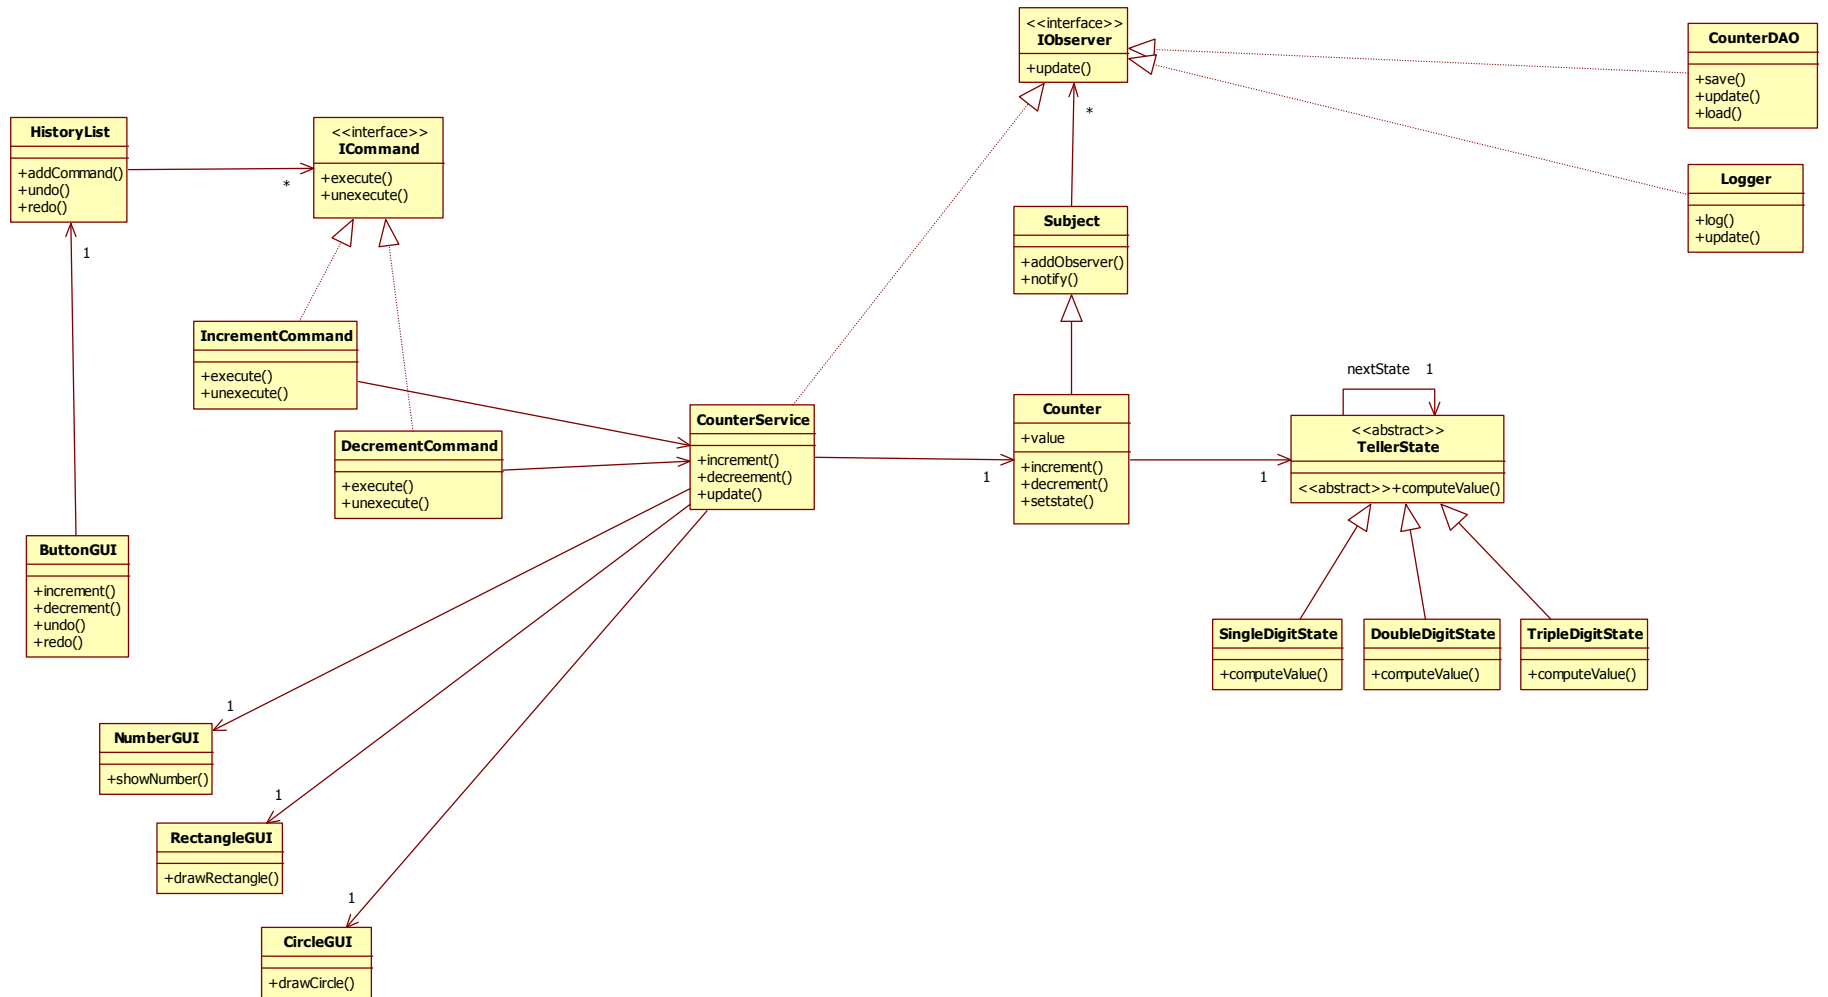 <<interface>>
IObserver
+update()
CounterDAO
+save()
+update()
+load()
*
HistoryList
+addCommand()
+undo()
+redo()
<<interface>>
ICommand
+execute()
+unexecute()
*
1
Logger
+log()
+update()
Subject
+addObserver()
+notify()
IncrementCommand
+execute()
+unexecute()
DecrementCommand
+execute()
+unexecute()
CounterService
+increment()
+decreement()
+update()
1
Counter
+value
+increment()
+decrement()
+setstate()
1
nextState 1
<<abstract>>
TellerState
<<abstract>>+computeValue()
ButtonGUI
+increment()
+decrement()
+undo()
+redo()
SingleDigitState
+computeValue()
DoubleDigitState
+computeValue()
TripleDigitState
+computeValue()
1
NumberGUI
+showNumber()
1
RectangleGUI
+drawRectangle()
1
CircleGUI
+drawCircle()